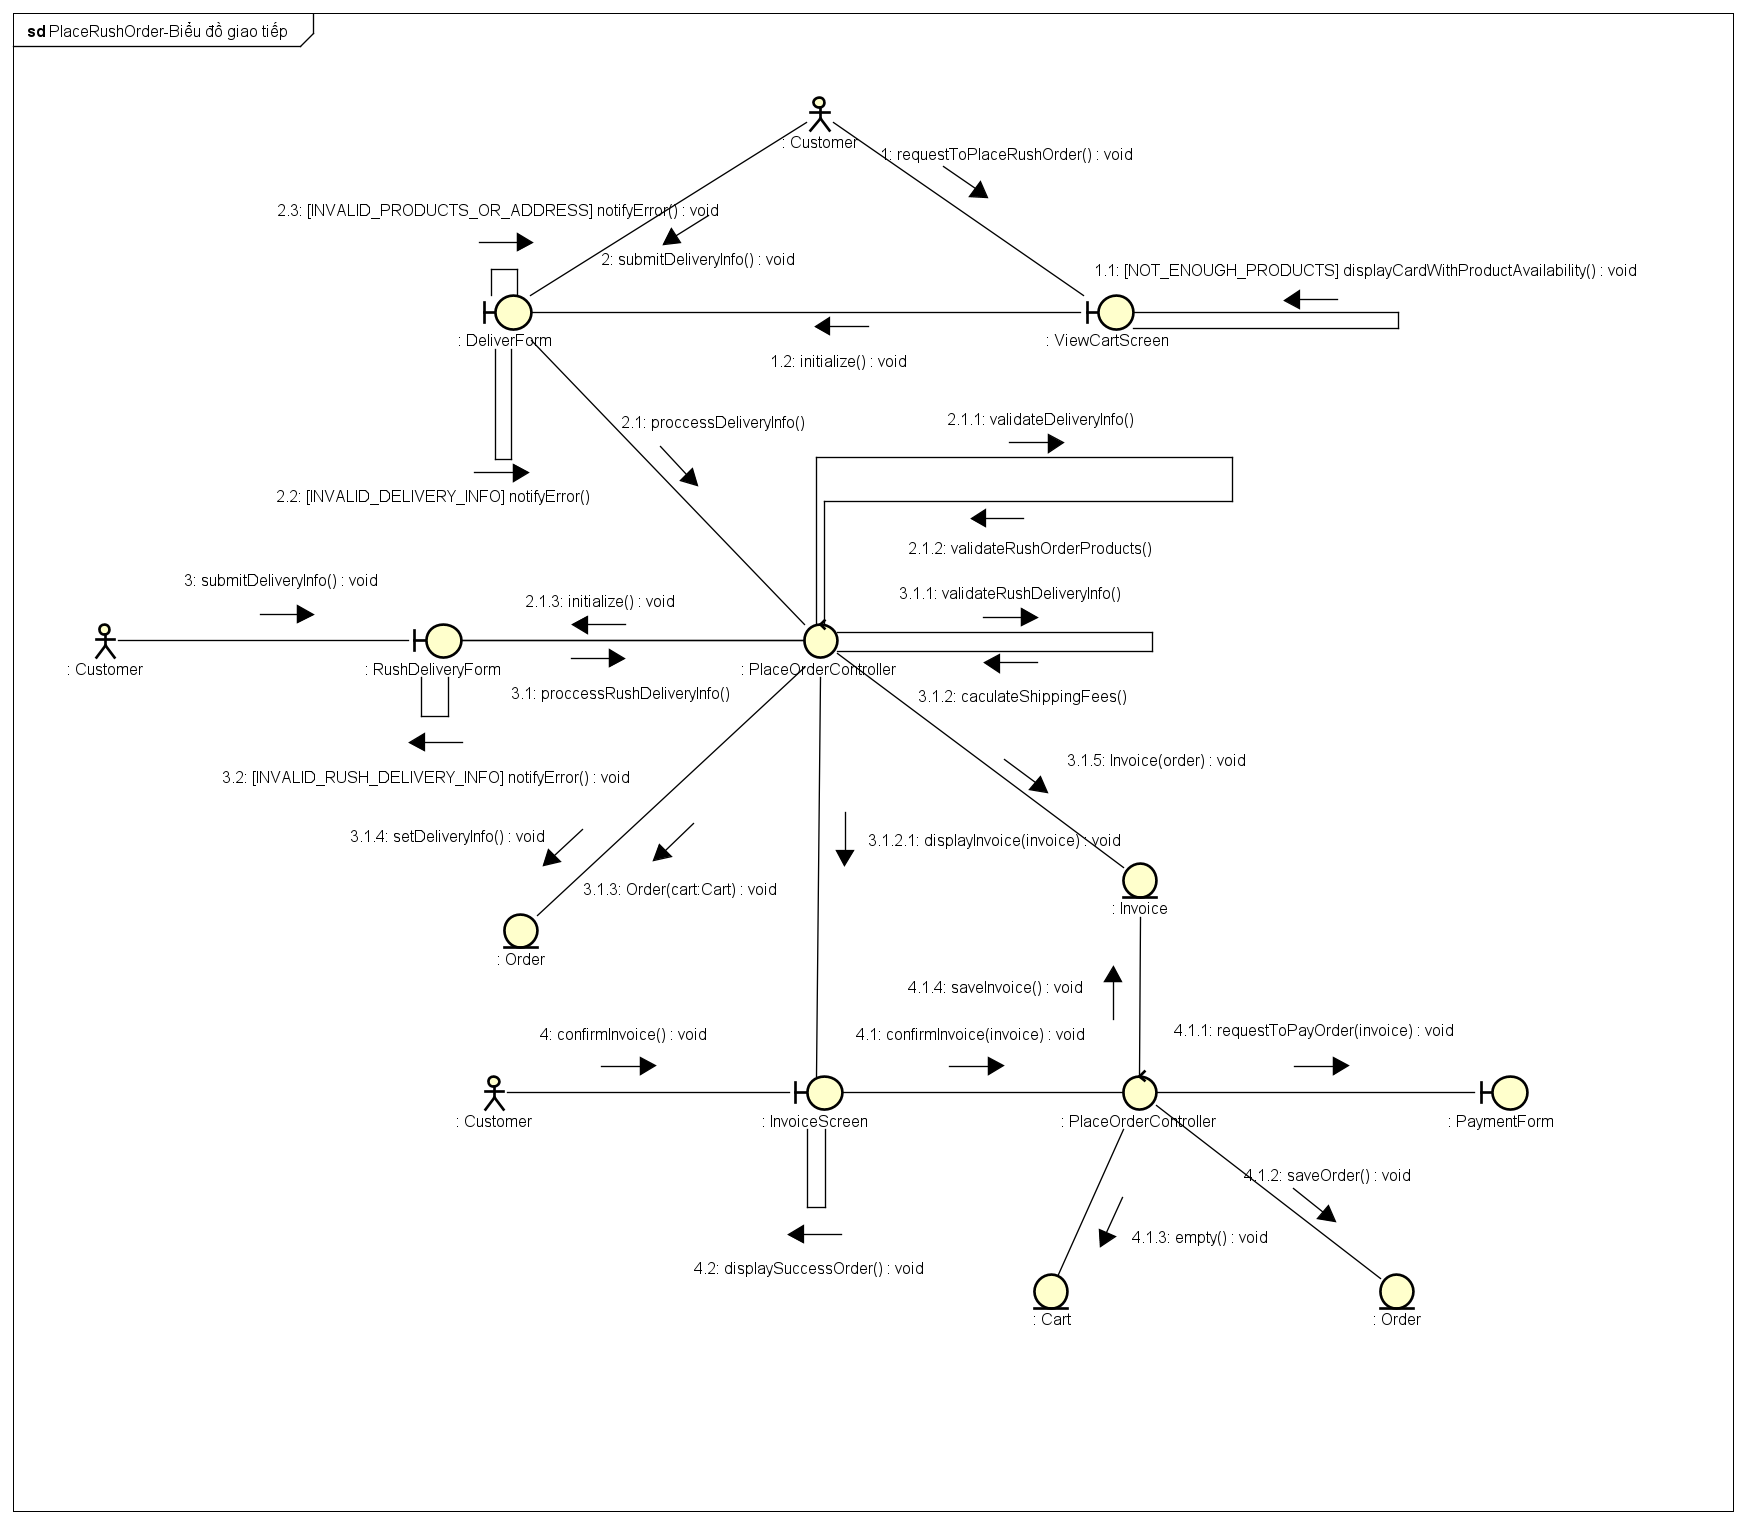 sd PlaceRushOrder-Biểu đồ giao tiếp
: Customer
1: requestToPlaceRushOrder() : void
2.3: [INVALID_PRODUCTS_OR_ADDRESS] notifyError() : void
2: submitDeliveryInfo() : void
1.1: [NOT_ENOUGH_PRODUCTS] displayCardWithProductAvailability() : void
: DeliverForm
: ViewCartScreen
1.2: initialize() : void
2.1: proccessDeliveryInfo()
2.1.1: validateDeliveryInfo()
2.2: [INVALID_DELIVERY_INFO] notifyError()
2.1.2: validateRushOrderProducts()
3: submitDeliveryInfo() : void
2.1.3: initialize() : void
3.1.1: validateRushDeliveryInfo()
: Customer
: RushDeliveryForm
: PlaceOrderController
3.1: proccessRushDeliveryInfo()
3.1.2: caculateShippingFees()
3.2: [INVALID_RUSH_DELIVERY_INFO] notifyError() : void
3.1.5: Invoice(order) : void
3.1.4: setDeliveryInfo() : void
3.1.2.1: displayInvoice(invoice) : void
3.1.3: Order(cart:Cart) : void
: Invoice
: Order
4.1.4: saveInvoice() : void
4: confirmInvoice() : void
4.1: confirmInvoice(invoice) : void
4.1.1: requestToPayOrder(invoice) : void
: Customer
: InvoiceScreen
: PlaceOrderController
: PaymentForm
4.1.2: saveOrder() : void
4.1.3: empty() : void
4.2: displaySuccessOrder() : void
: Cart
: Order